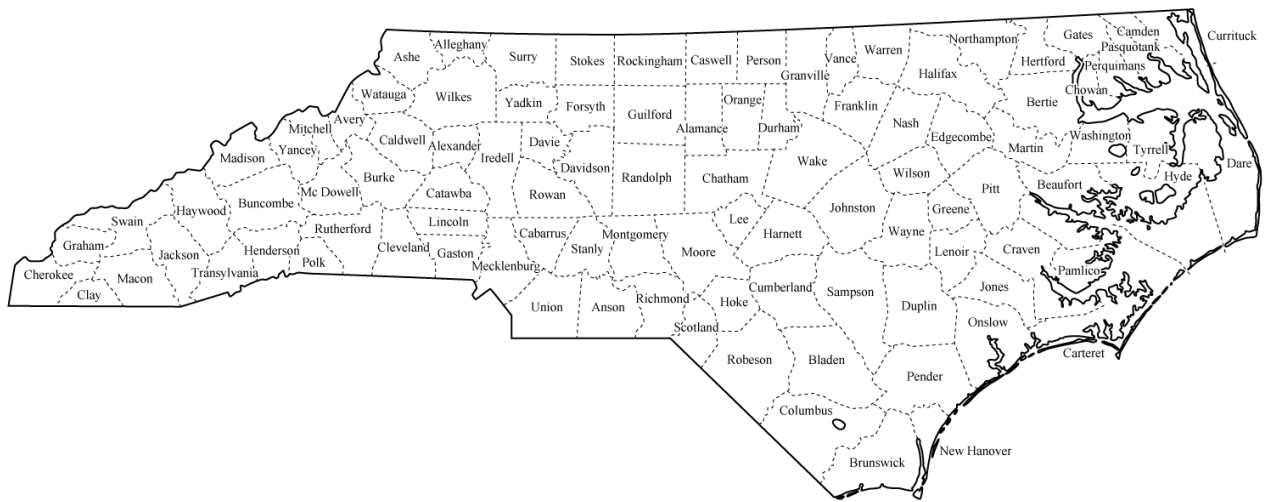 Alleghany
Ashe
Surry
Stokes
Rockingham
Caswell
Person
Granville
Vance
Warren
Northampton
Halifax
Gates
Hertford
Camden
Pasquotank
Perquimans
Currituck
Chowan
Bertie
Watauga
Wilkes
Yadkin
Forsyth
Guilford
Alamance
Orange
Durham
Franklin
Nash
Edgecombe
Martin
Washington
Tyrrell
Dare
Avery
Mitchell
Yancey
Madison
Caldwell
Alexander
Iredell
Davie
Davidson
Randolph
Chatham
Wake
Wilson
Pitt
Beaufort
Hyde
Mc Dowell
Burke
Catawba
Rowan
Buncombe
Haywood
Swain
Graham
Cherokee
Clay
Macon
Jackson
Transylvania
Henderson
Polk
Rutherford
Cleveland
Lincoln
Gaston
Mecklenburg
Cabarrus
Stanly
Montgomery
Moore
Lee
Harnett
Johnston
Wayne
Greene
Lenoir
Craven
Pamlico
Jones
Union
Anson
Richmond
Scotland
Hoke
Cumberland
Sampson
Duplin
Onslow
Carteret
Robeson
Bladen
Pender
Columbus
Brunswick
New Hanover